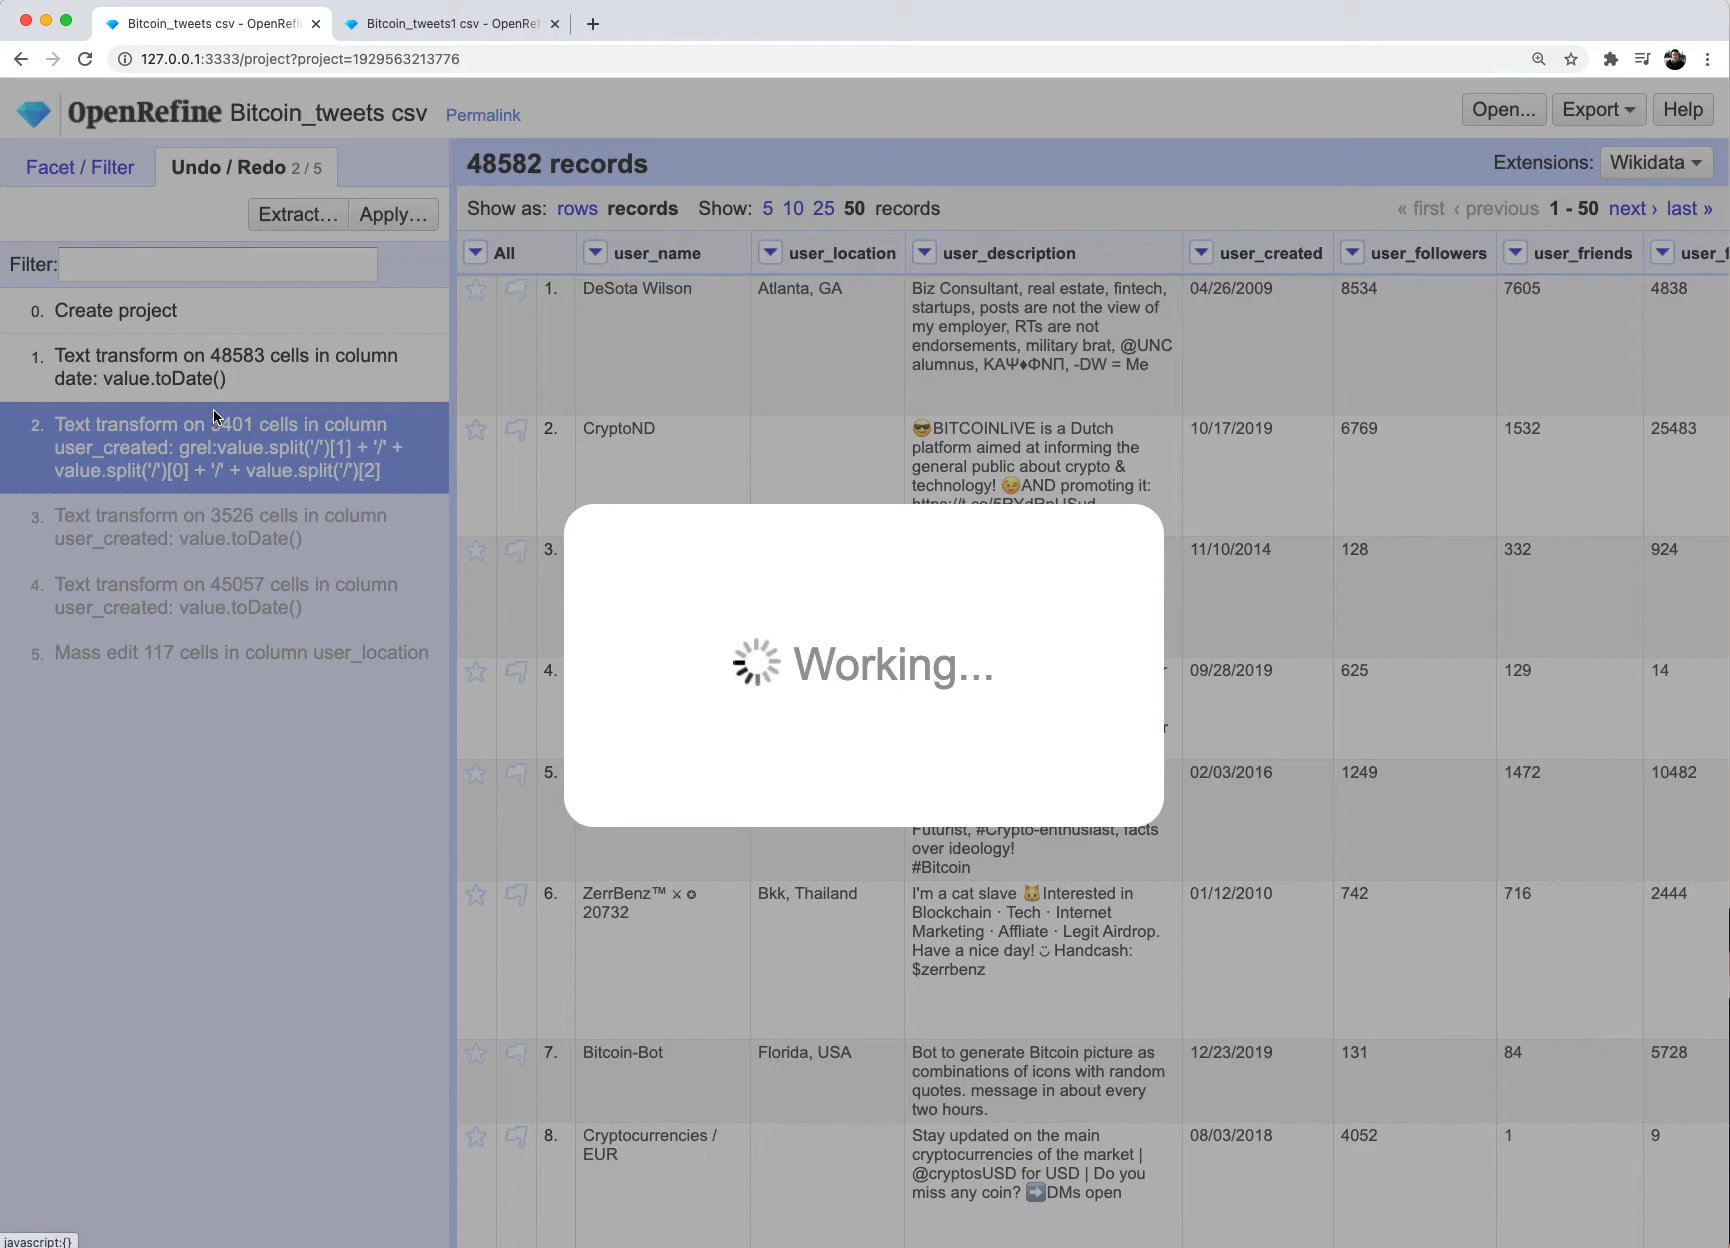 Bitcoin_tweets csv - OpenRefi
Bitcoin_tweets1 csv - OpenRef
127.0.0.1:3333/project?project=1929563213776
OpenRefine Bitcoin_tweets csv Permalink
Open... Export Help
Facet / Filter Undo / Redo 2 / 5
Extract... Apply...
Filter:
0. Create project
1. Text transform on 48583 cells in column
date: value.toDate()
2. Text transform on 3401 cells in column
user_created: grel:value.split('/')[1] + '/' +
value.split('/')[0] + '/' + value.split('/')[2]
3. Text transform on 3526 cells in column
user_created: value.toDate()
4. Text transform on 45057 cells in column
user_created: value.toDate()
5. Mass edit 117 cells in column user_location
48582 records
Extensions: Wikidata
Show as: rows records Show: 5 10 25 50 records
« first ‹ previous 1 - 50 next › last »
All user_name user_location user_description user_created user_followers user_friends user_f
1. DeSota Wilson Atlanta, GA Biz Consultant, real estate, fintech, 04/26/2009 8534 7605 4838
startups, posts are not the view of
my employer, RTs are not
endorsements, military brat, @UNC
alumnus, ΚΑΨ♦ΦΝΠ, -DW = Me
2. CryptoND 😎BITCOINLIVE is a Dutch 10/17/2019 6769 1532 25483
platform aimed at informing the
general public about crypto &
technology! 😉AND promoting it:
3. 11/10/2014 128 332 924
Working...
4. 09/28/2019 625 129 14
5. 02/03/2016 1249 1472 10482
Futurist, #Crypto-enthusiast, facts
over ideology!
#Bitcoin
6. ZerrBenz™ ⚔ ✪ Bkk, Thailand I'm a cat slave 🐱Interested in 01/12/2010 742 716 2444
20732 Blockchain · Tech · Internet
Marketing · Affliate · Legit Airdrop.
Have a nice day! ت Handcash:
$zerrbenz
7. Bitcoin-Bot Florida, USA Bot to generate Bitcoin picture as 12/23/2019 131 84 5728
combinations of icons with random
quotes. message in about every
two hours.
8. Cryptocurrencies / Stay updated on the main 08/03/2018 4052 1 9
EUR cryptocurrencies of the market |
@cryptosUSD for USD | Do you
miss any coin? ➡️DMs open
javascript:{}